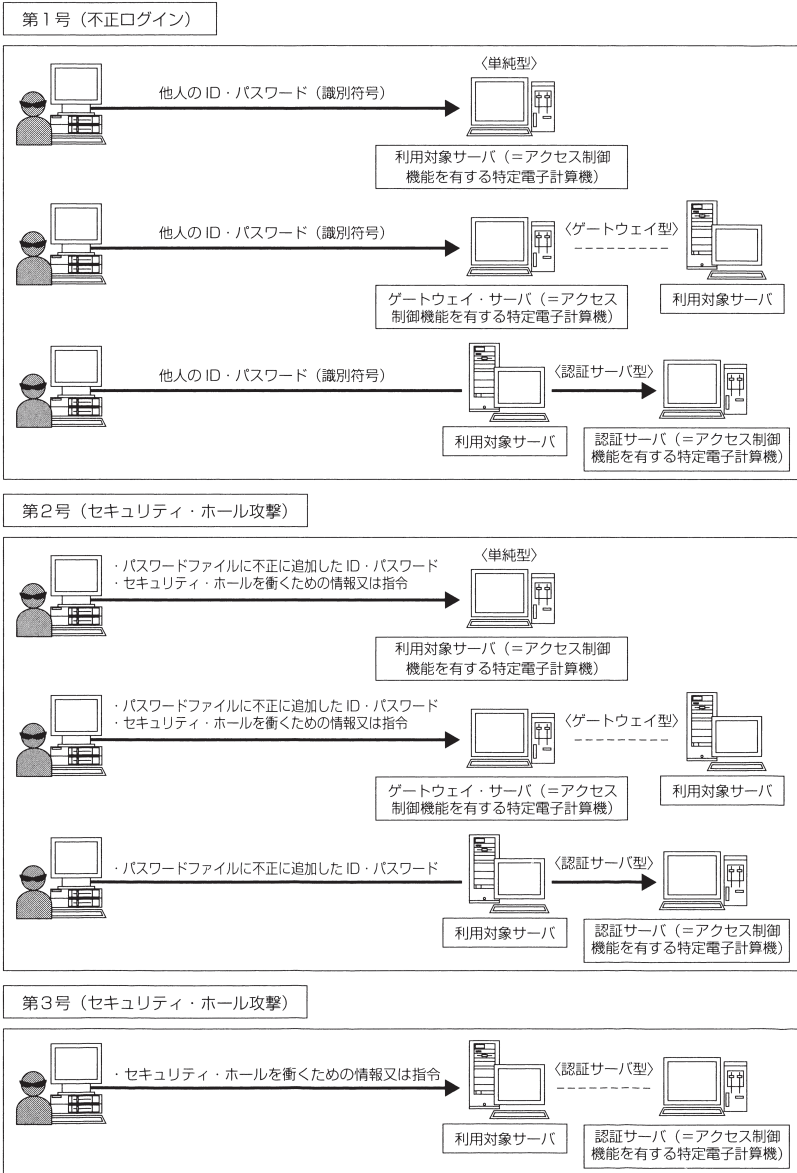 第1号（不正ログイン）
〈単純型〉
他人のID・パスワード（識別符号）
利用対象サーバ（＝アクセス制御
機能を有する特定電子計算機）
他人のID・パスワード（識別符号）
〈ゲートウェイ型〉
ゲートウェイ・サーバ（＝アクセス
制御機能を有する特定電子計算機）
利用対象サーバ
他人のID・パスワード（識別符号）
〈認証サーバ型〉
利用対象サーバ
認証サーバ（＝アクセス制御
機能を有する特定電子計算機）
第2号（セキュリティ・ホール攻撃）
〈単純型〉
・パスワードファイルに不正に追加したID・パスワード
・セキュリティ・ホールを衝くための情報又は指令
利用対象サーバ（＝アクセス制御
機能を有する特定電子計算機）
・パスワードファイルに不正に追加したID・パスワード
・セキュリティ・ホールを衝くための情報又は指令
〈ゲートウェイ型〉
ゲートウェイ・サーバ（＝アクセス
制御機能を有する特定電子計算機）
利用対象サーバ
・パスワードファイルに不正に追加したID・パスワード
〈認証サーバ型〉
利用対象サーバ
認証サーバ（＝アクセス制御
機能を有する特定電子計算機）
第3号（セキュリティ・ホール攻撃）
・セキュリティ・ホールを衝くための情報又は指令
〈認証サーバ型〉
利用対象サーバ
認証サーバ（＝アクセス制御
機能を有する特定電子計算機）